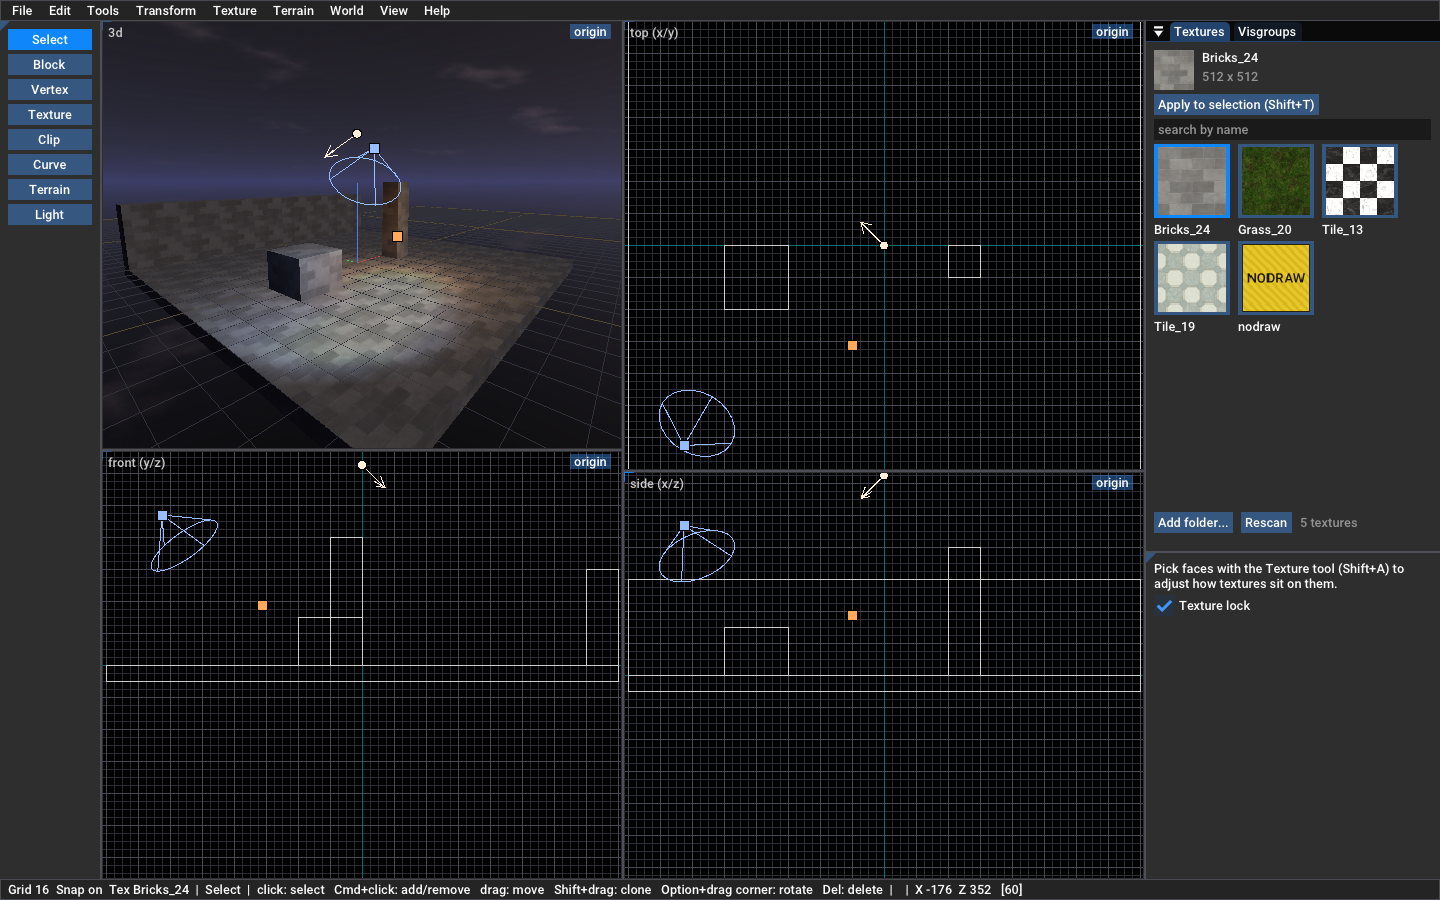 File Edit Tools Transform Texture Terrain World View Help
Select
Block
Vertex
Texture
Clip
Curve
Terrain
Light
3d origin
top (x/y) origin
front (y/z) origin
side (x/z) origin
Textures Visgroups
Bricks_24
512 x 512
Apply to selection (Shift+T)
search by name
Bricks_24 Grass_20 Tile_13
NODRAW
Tile_19 nodraw
Add folder... Rescan 5 textures
Pick faces with the Texture tool (Shift+A) to
adjust how textures sit on them.
Texture lock
Grid 16 Snap on Tex Bricks_24 | Select | click: select Cmd+click: add/remove drag: move Shift+drag: clone Option+drag corner: rotate Del: delete | | X -176 Z 352 [60]